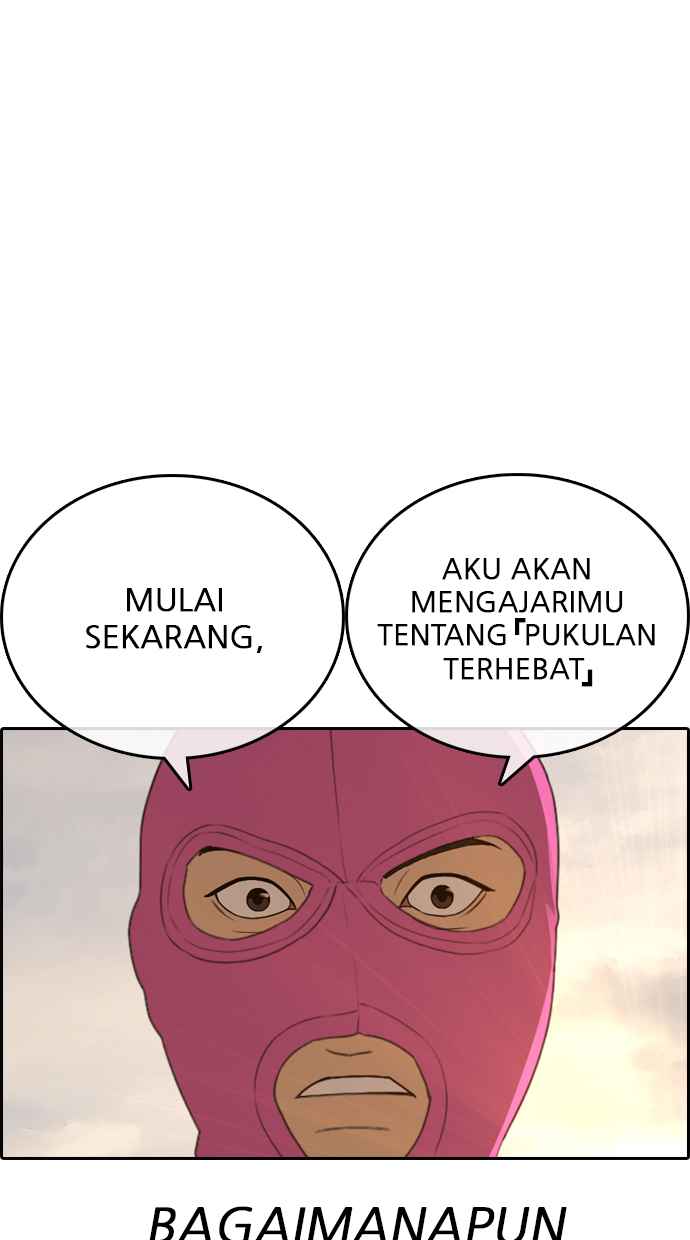 MULAI
SEKARANG,
AKU AKAN
MENGAJARIMU
TENTANG「PUKULAN
TERHEBAT」
BAGAIMANAPUN